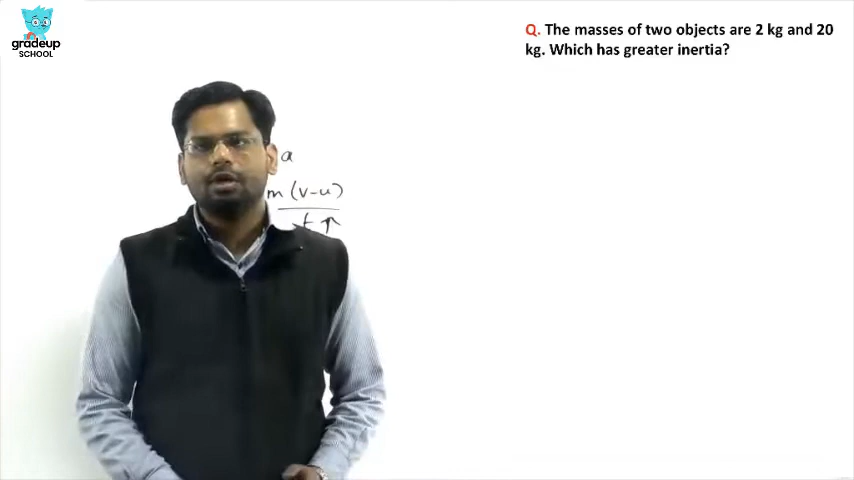 gradeup
SCHOOL
Q. The masses of two objects are 2 kg and 20
kg. Which has greater inertia?
a
m (v-u)
t ↑